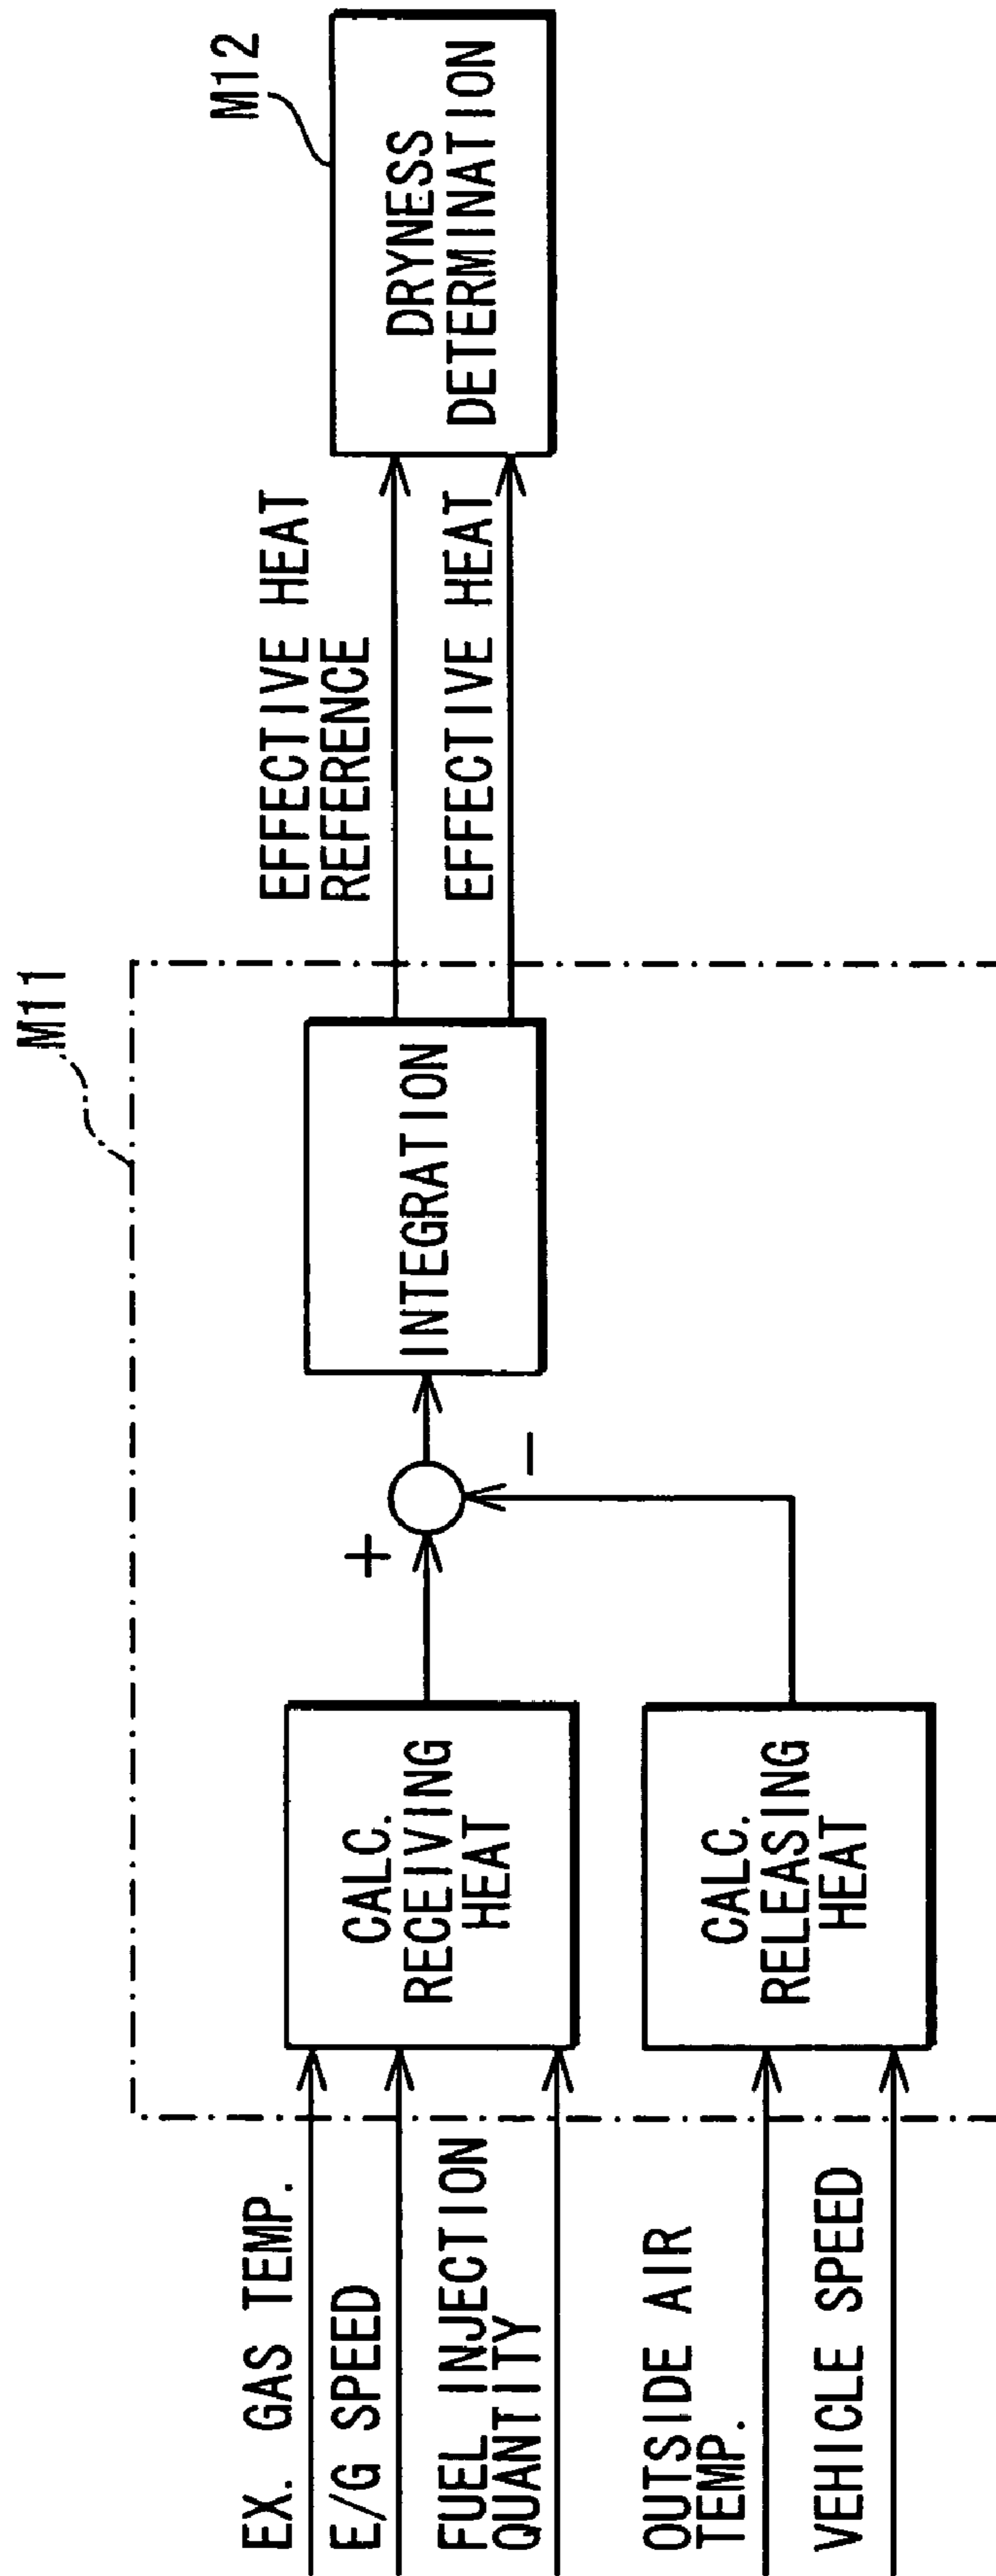 M11
M12
EX. GAS TEMP.
E/G SPEED
FUEL INJECTION
QUANTITY
OUTSIDE AIR
TEMP.
VEHICLE SPEED
CALC.
RECEIVING
HEAT
CALC.
RELEASING
HEAT
+
-
INTEGRATION
EFFECTIVE HEAT
REFERENCE
EFFECTIVE HEAT
DRYNESS
DETERMINATION